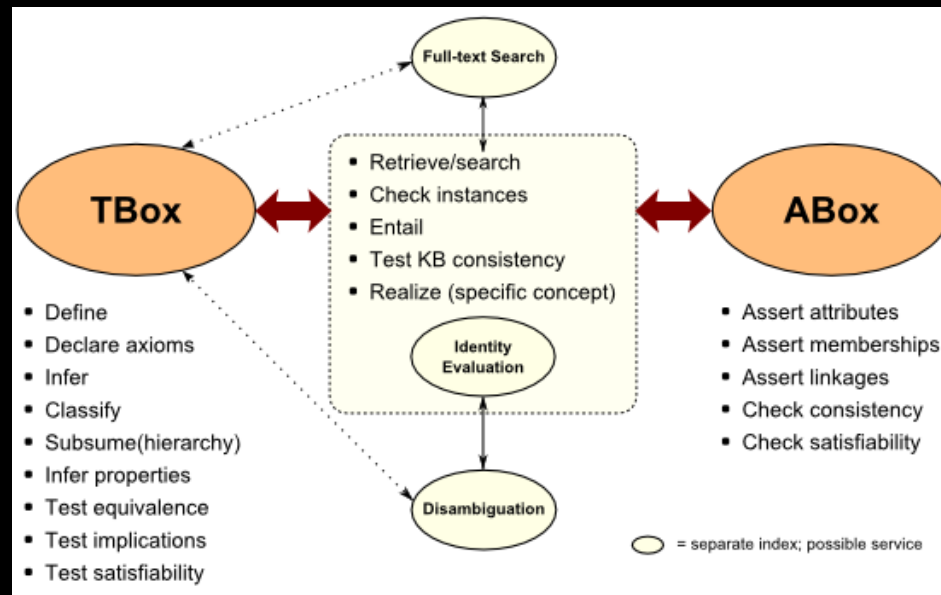 Full-text Search
TBox
▪ Retrieve/search
▪ Check instances
▪ Entail
▪ Test KB consistency
▪ Realize (specific concept)
Identity
Evaluation
ABox
▪ Define
▪ Declare axioms
▪ Infer
▪ Classify
▪ Subsume(hierarchy)
▪ Infer properties
▪ Test equivalence
▪ Test implications
▪ Test satisfiability
▪ Assert attributes
▪ Assert memberships
▪ Assert linkages
▪ Check consistency
▪ Check satisfiability
Disambiguation
= separate index; possible service